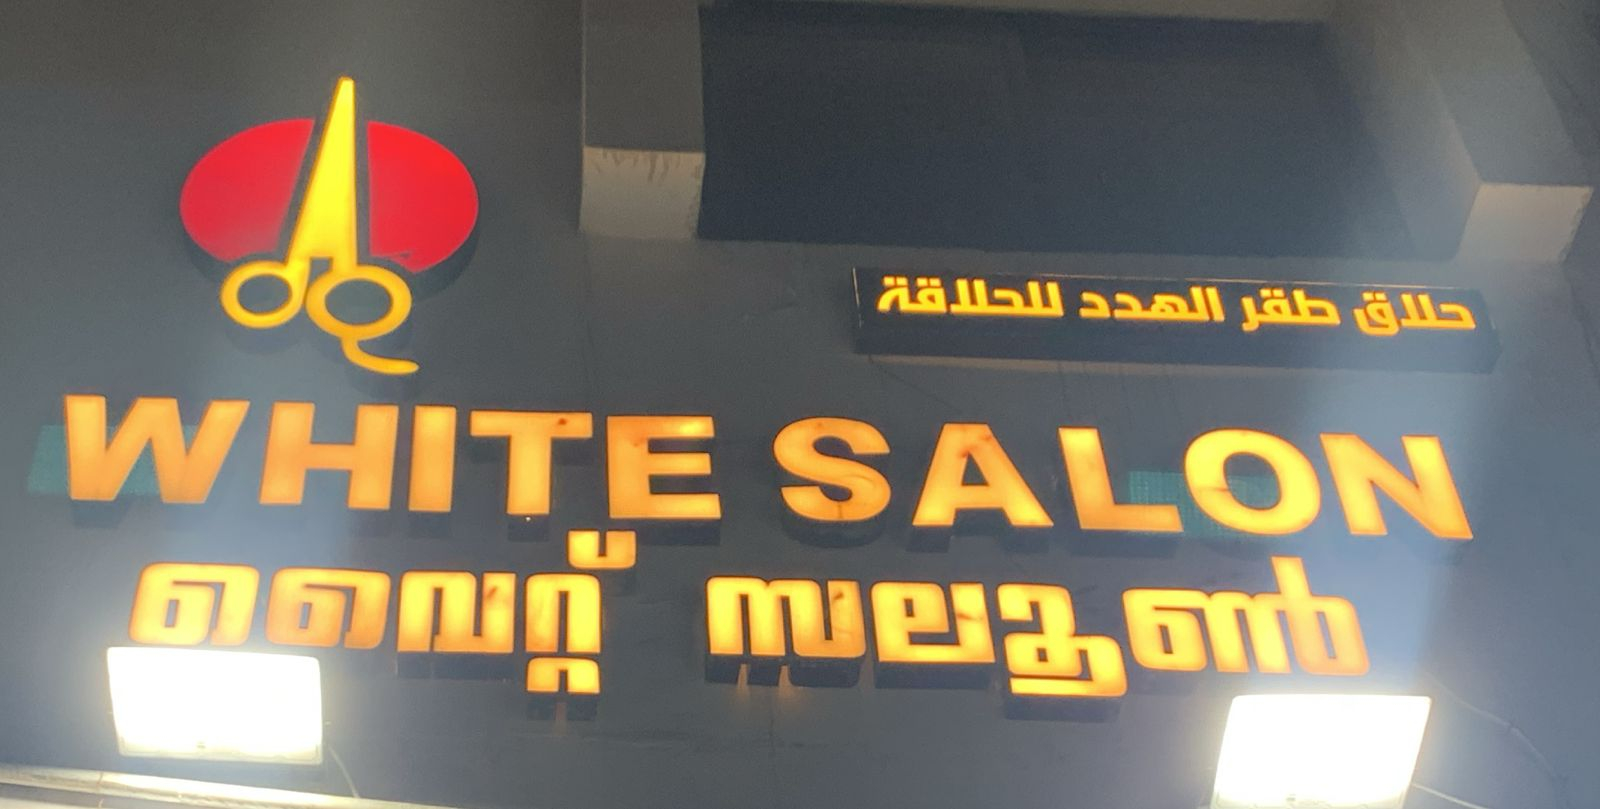 حلاق طقر الهدد للحلاقة
WHITE SALON
വൈറ്റ് സലൂൺ